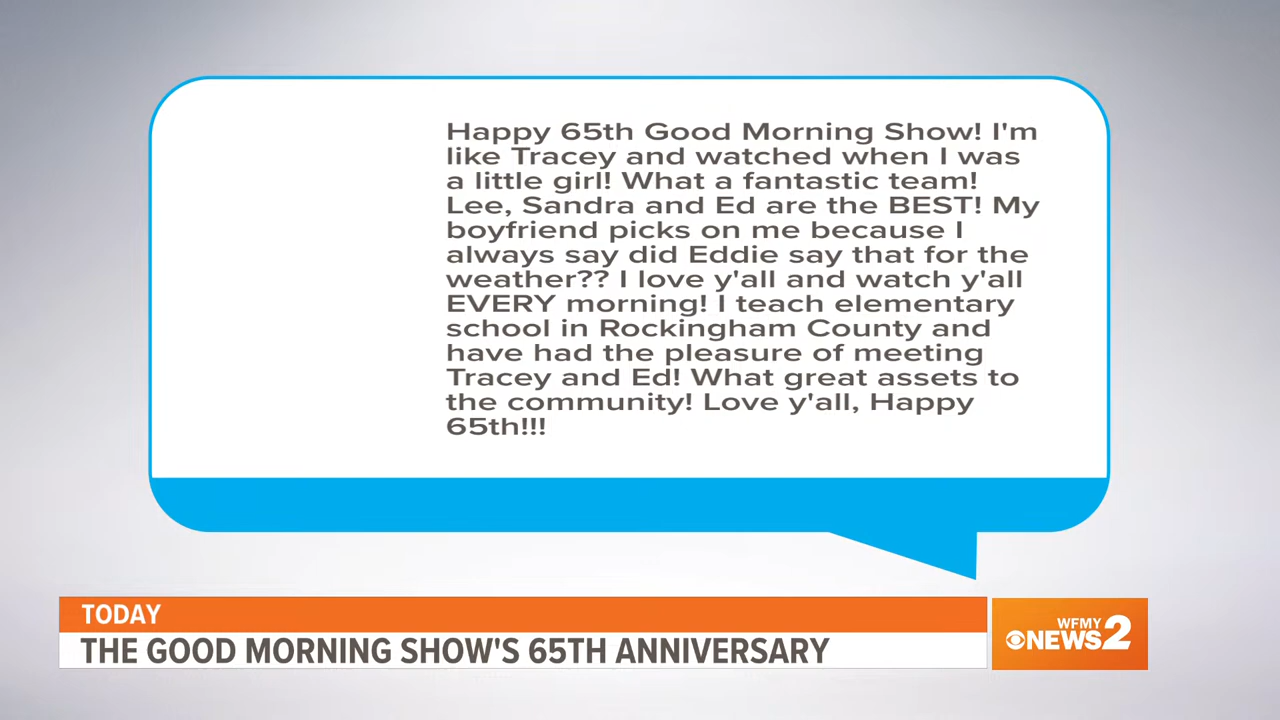 Happy 65th Good Morning Show! I'm
like Tracey and watched when I was
a little girl! What a fantastic team!
Lee, Sandra and Ed are the BEST! My
boyfriend picks on me because I
always say did Eddie say that for the
weather?? I love y'all and watch y'all
EVERY morning! I teach elementary
school in Rockingham County and
have had the pleasure of meeting
Tracey and Ed! What great assets to
the community! Love y'all, Happy
65th!!!
TODAY
THE GOOD MORNING SHOW'S 65TH ANNIVERSARY
WFMY
NEWS 2